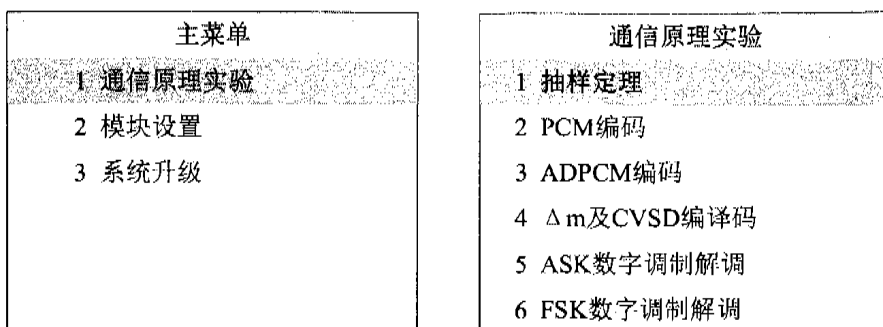 主菜单
1 通信原理实验
2 模块设置
3 系统升级
通信原理实验
1 抽样定理
2 PCM编码
3 ADPCM编码
4 Δm及CVSD编译码
5 ASK数字调制解调
6 FSK数字调制解调